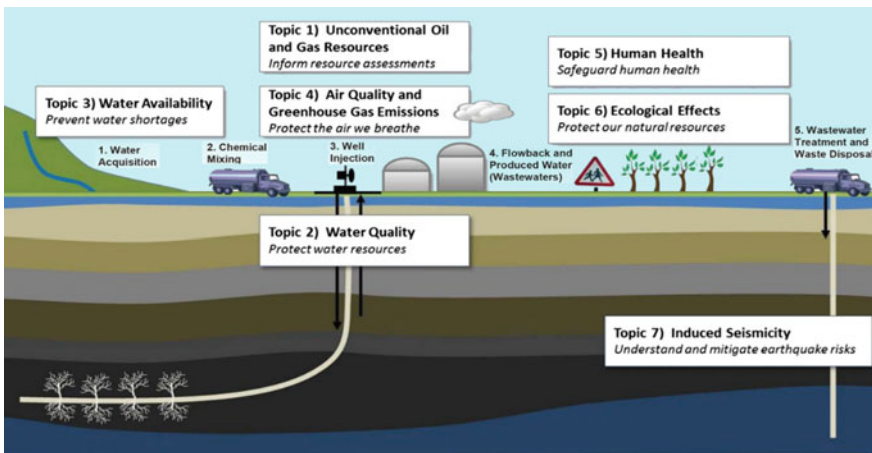 Topic 1) Unconventional Oil
and Gas Resources
Inform resource assessments
Topic 5) Human Health
Safeguard human health
Topic 3) Water Availability
Prevent water shortages
Topic 4) Air Quality and
Greenhouse Gas Emissions
Protect the air we breathe
Topic 6) Ecological Effects
Protect our natural resources
1. Water
Acquisition
2. Chemical
Mixing
3. Well
Injection
4. Flowback and
Produced Water
(Wastewaters)
5. Wastewater
Treatment and
Waste Disposal
Topic 2) Water Quality
Protect water resources
Topic 7) Induced Seismicity
Understand and mitigate earthquake risks